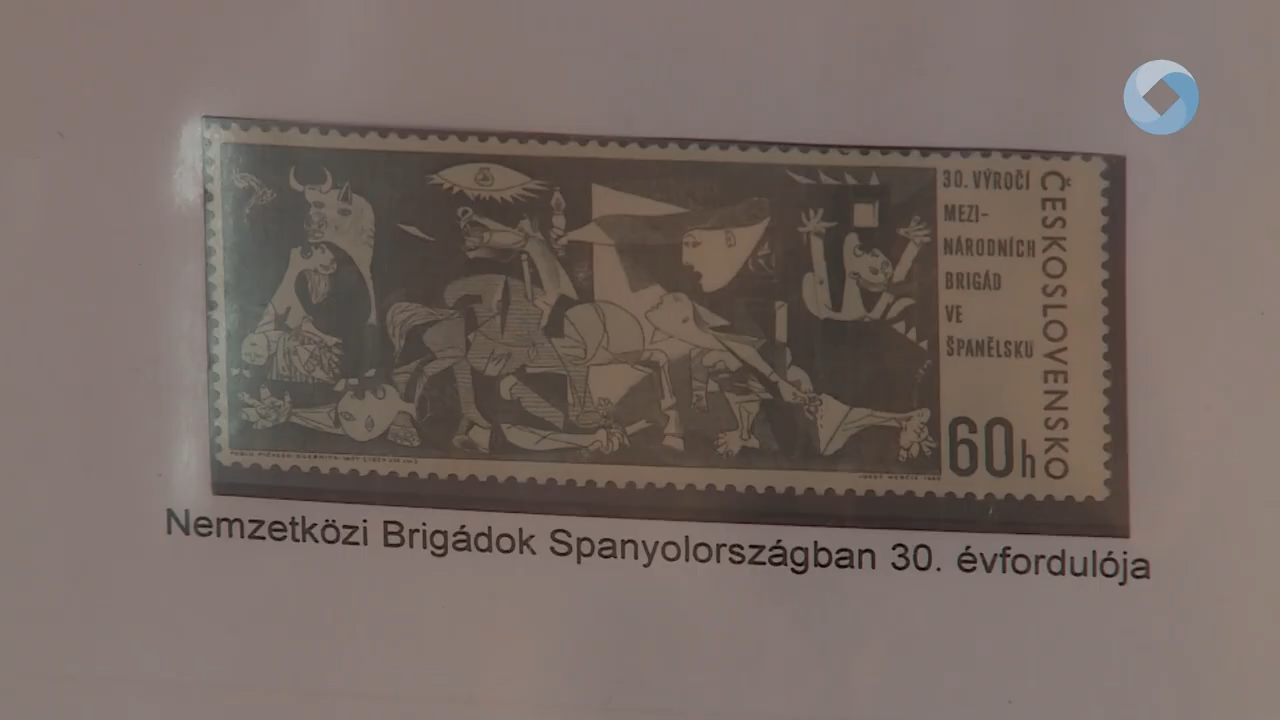 30. VÝROČÍ
MEZI-
NÁRODNÍCH
BRIGÁD
VE
ŠPANĚLSKU
60h
ČESKOSLOVENSKO
Nemzetközi Brigádok Spanyolországban 30. évfordulója